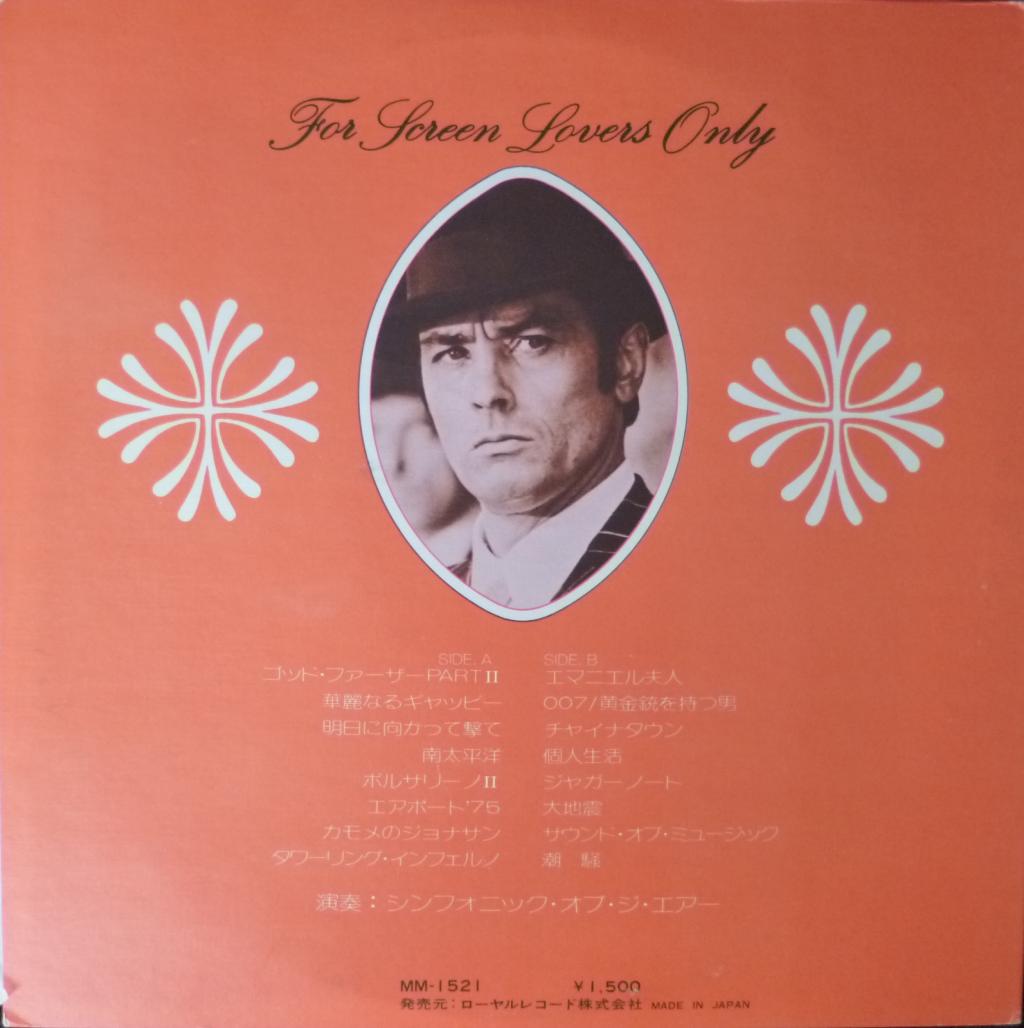 For Screen Lovers Only
SIDE. A
ゴッド・ファーザーPARTⅡ
華麗なるギャッビー
明日に向かって撃て
南太平洋
ボルサリーノⅡ
エアポート'75
カモメのジョナサン
タワーリング・インフェルノ
SIDE. B
エマニエル夫人
007/黄金銃を持つ男
チャイナタウン
個人生活
ジャガーノート
大地震
サウンド・オブ・ミュージック
潮 騒
演奏：シンフォニック・オブ・ジ・エアー
MM-1521 ￥1,500
発売元：ローヤルレコード株式会社 MADE IN JAPAN